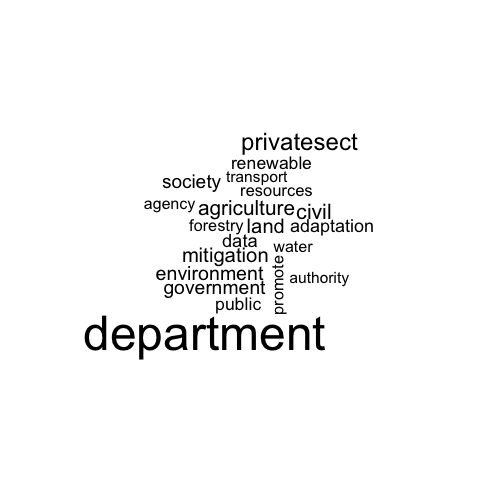 privatesect
renewable
society transport
resources
agency agriculture civil
forestry land adaptation
data water
mitigation
environment promote authority
government
public
department